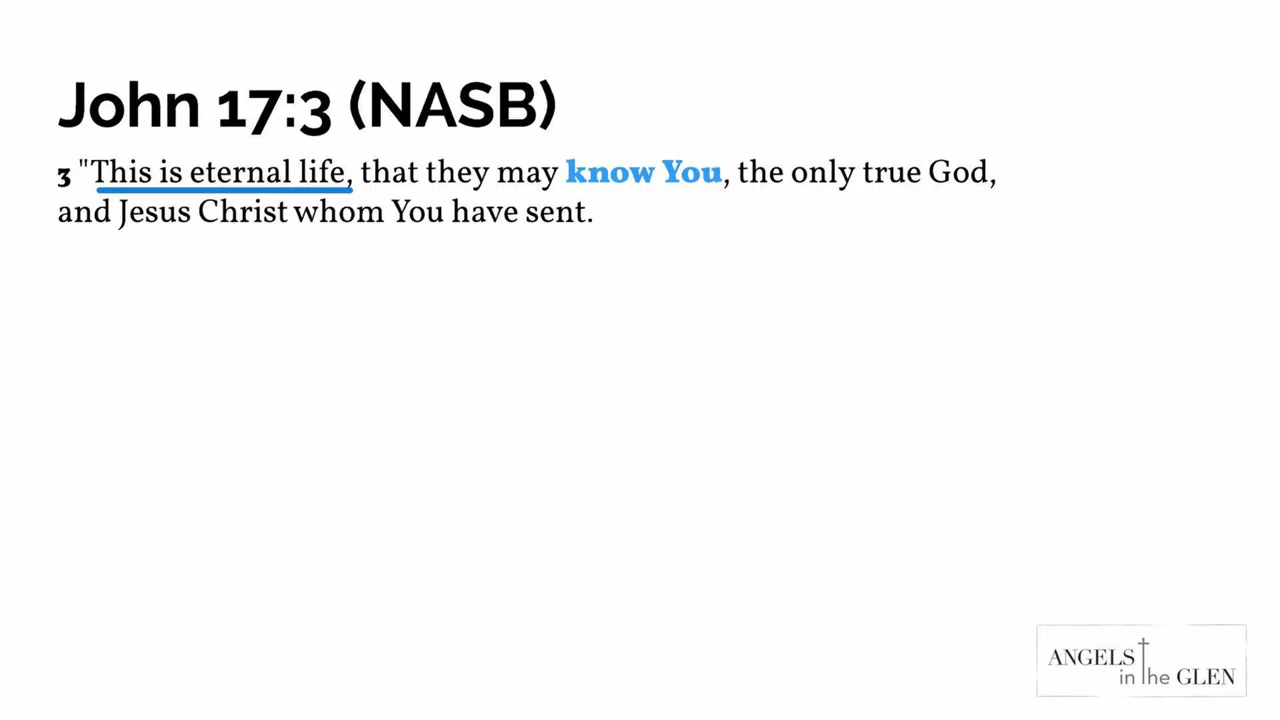 John 17:3 (NASB)
3 "This is eternal life, that they may know You, the only true God,
and Jesus Christ whom You have sent.
ANGELS
in the GLEN